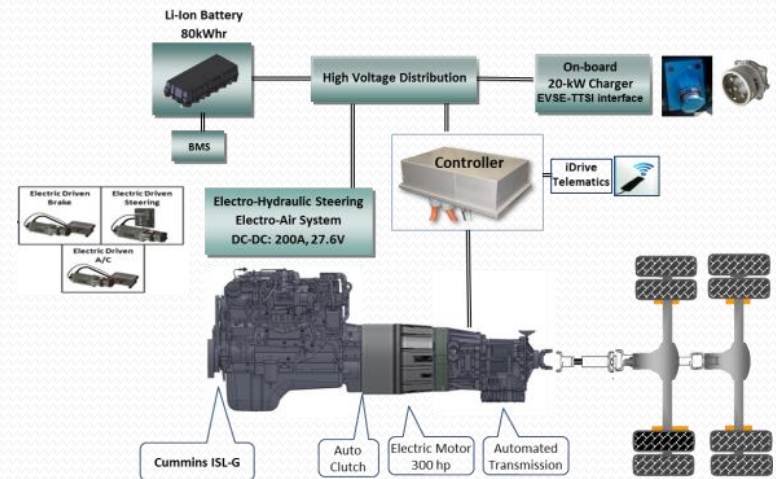 Li-Ion Battery
80kWhr
High Voltage Distribution
On-board
20-kW Charger
EVSE-TTSI interface
BMS
Controller
iDrive
Telematics
Electric Driven
Brake
Electric Driven
Steering
Electric Driven
A/C
Electro-Hydraulic Steering
Electro-Air System
DC-DC: 200A, 27.6V
Cummins ISL-G
Auto
Clutch
Electric Motor
300 hp
Automated
Transmission